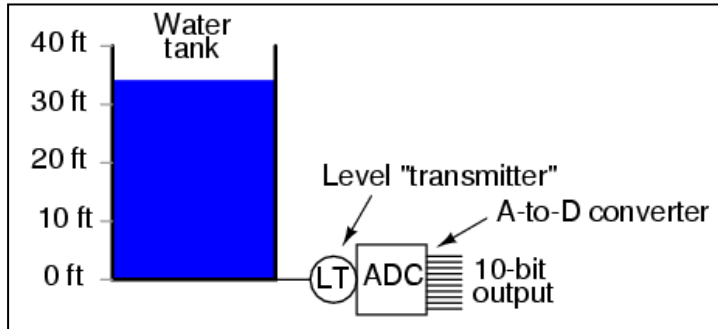 Water
tank
40 ft
30 ft
20 ft
10 ft
0 ft
Level "transmitter"
A-to-D converter
LT
ADC
10-bit
output